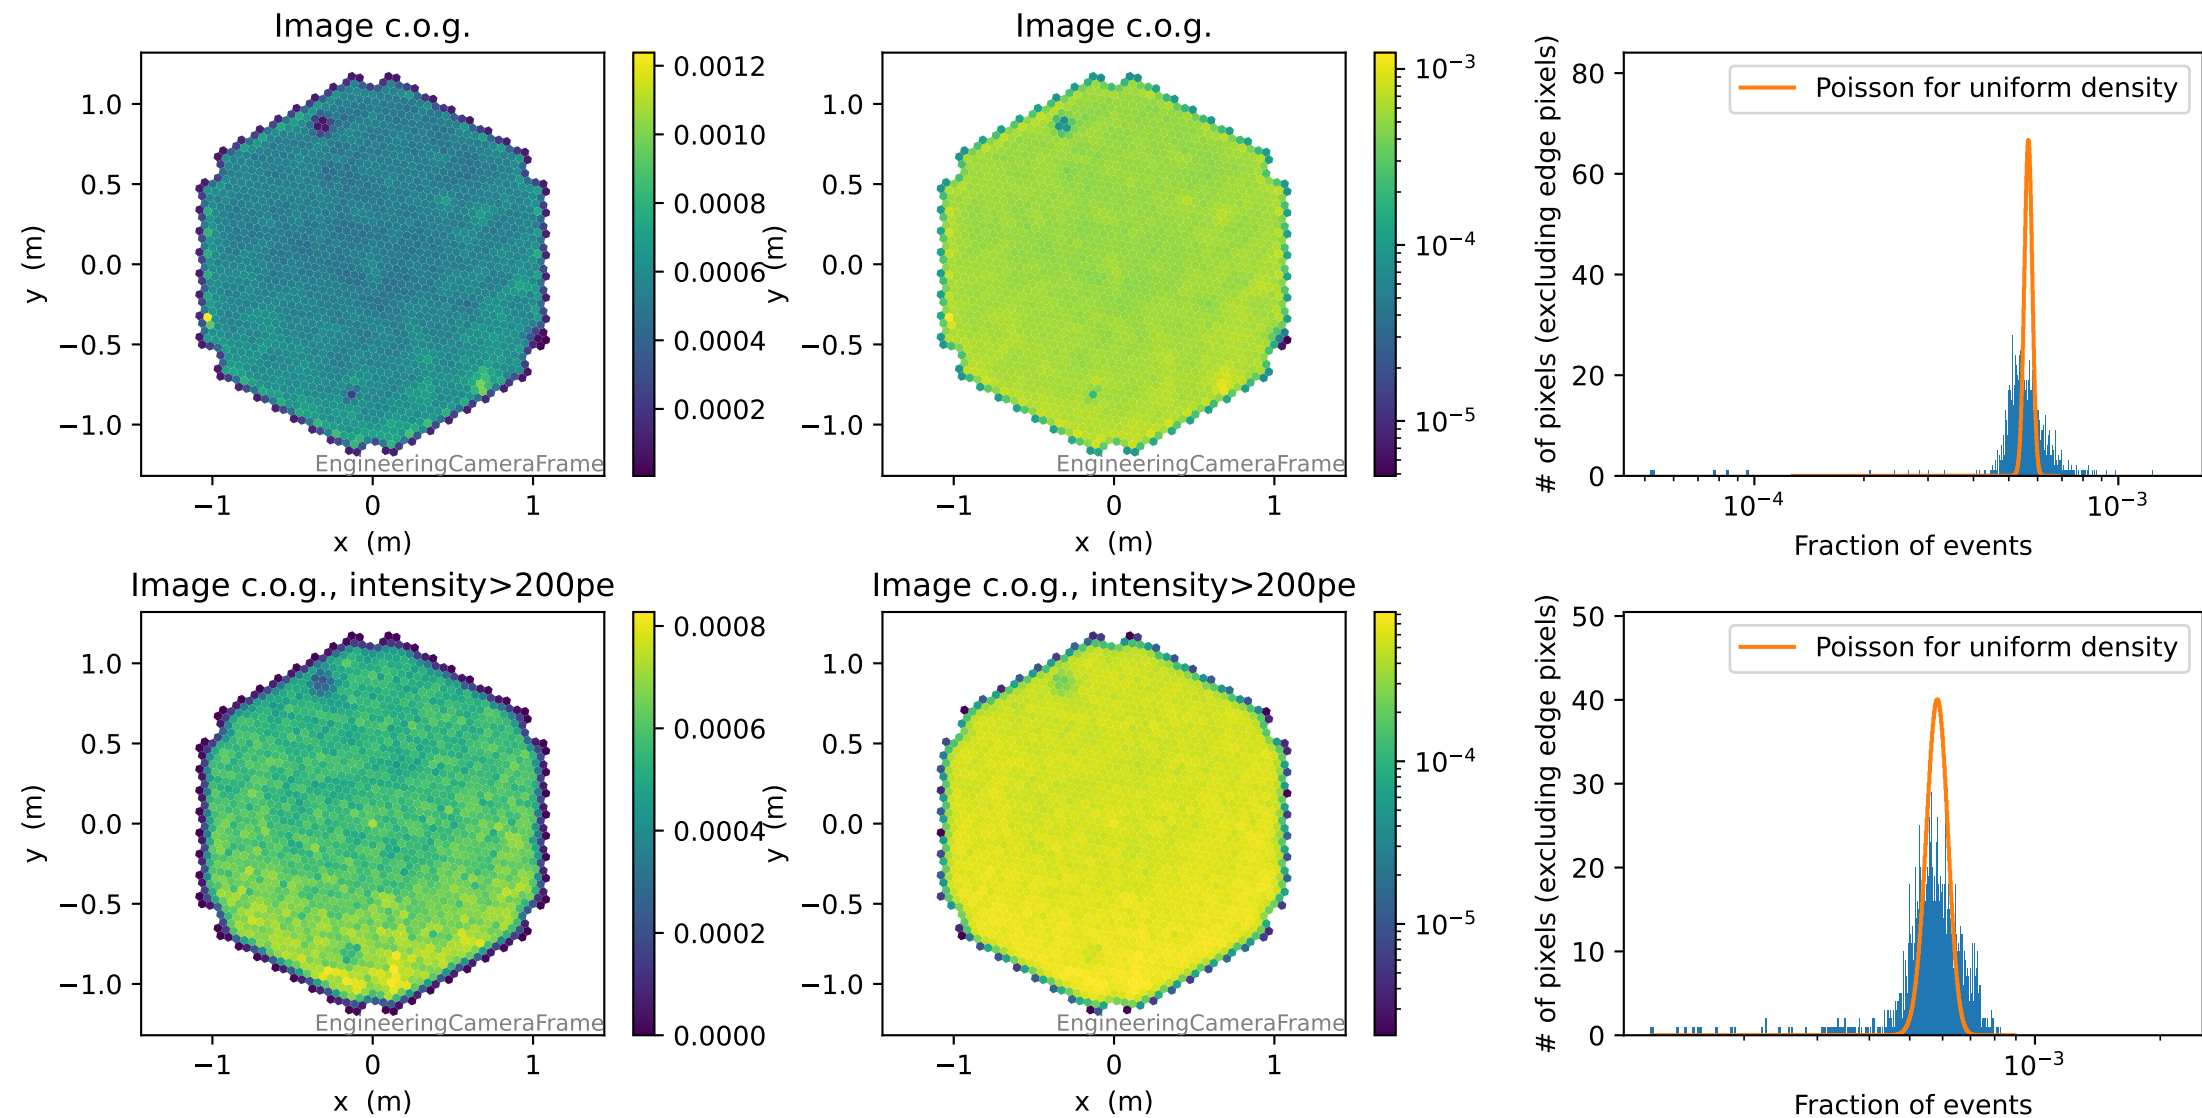 Image c.o.g.
1.0
0.5
0.0
−0.5
−1.0
y (m)
−1
0
1
x (m)
EngineeringCameraFrame
0.0012
0.0010
0.0008
0.0006
0.0004
0.0002
Image c.o.g.
1.0
0.5
0.0
−0.5
−1.0
y (m)
−1
0
1
x (m)
EngineeringCameraFrame
10⁻³
10⁻⁴
10⁻⁵
# of pixels (excluding edge pixels)
80
60
40
20
0
Poisson for uniform density
10⁻⁴
10⁻³
Fraction of events
Image c.o.g., intensity>200pe
1.0
0.5
0.0
−0.5
−1.0
y (m)
−1
0
1
x (m)
EngineeringCameraFrame
0.0008
0.0006
0.0004
0.0002
0.0000
Image c.o.g., intensity>200pe
1.0
0.5
0.0
−0.5
−1.0
y (m)
−1
0
1
x (m)
EngineeringCameraFrame
10⁻⁴
10⁻⁵
# of pixels (excluding edge pixels)
50
40
30
20
10
0
Poisson for uniform density
10⁻³
Fraction of events